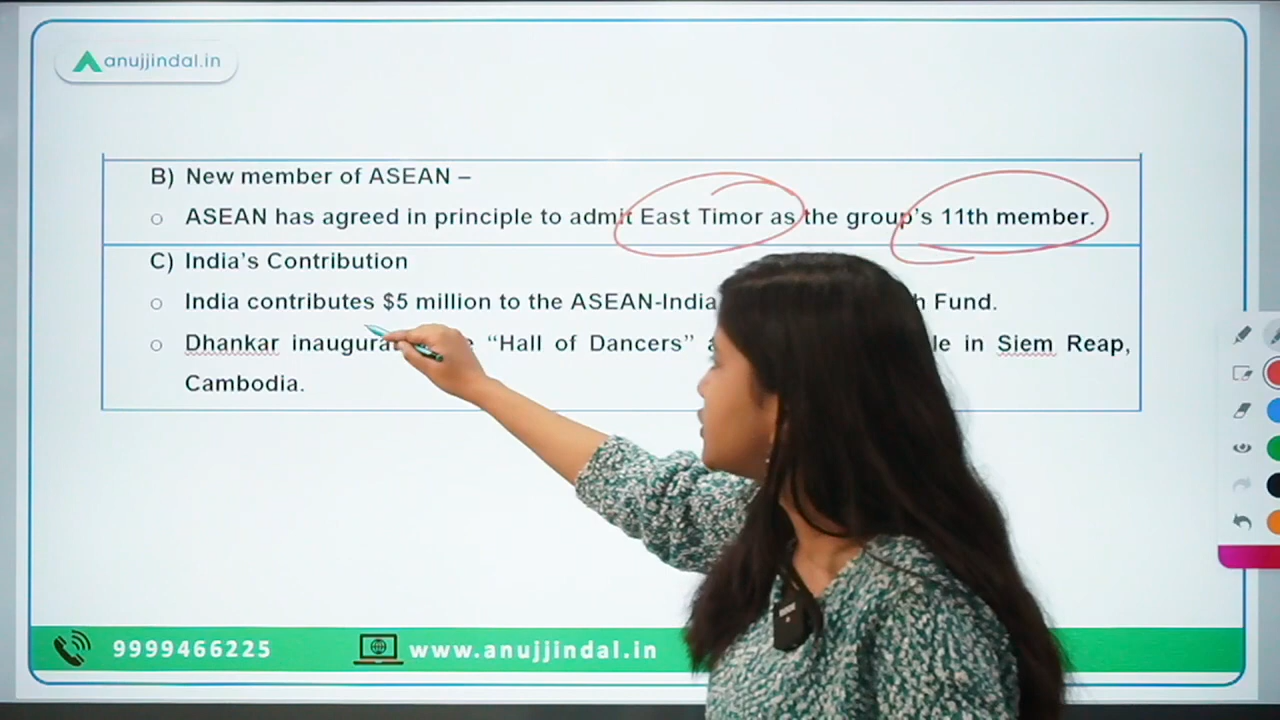 anujjindal.in
B) New member of ASEAN –
ASEAN has agreed in principle to admit East Timor as the group's 11th member.
C) India's Contribution
India contributes $5 million to the ASEAN-India Fund.
Dhankar "Hall of Dancers" in Siem Reap,
Cambodia.
9999466225 www.anujjindal.in